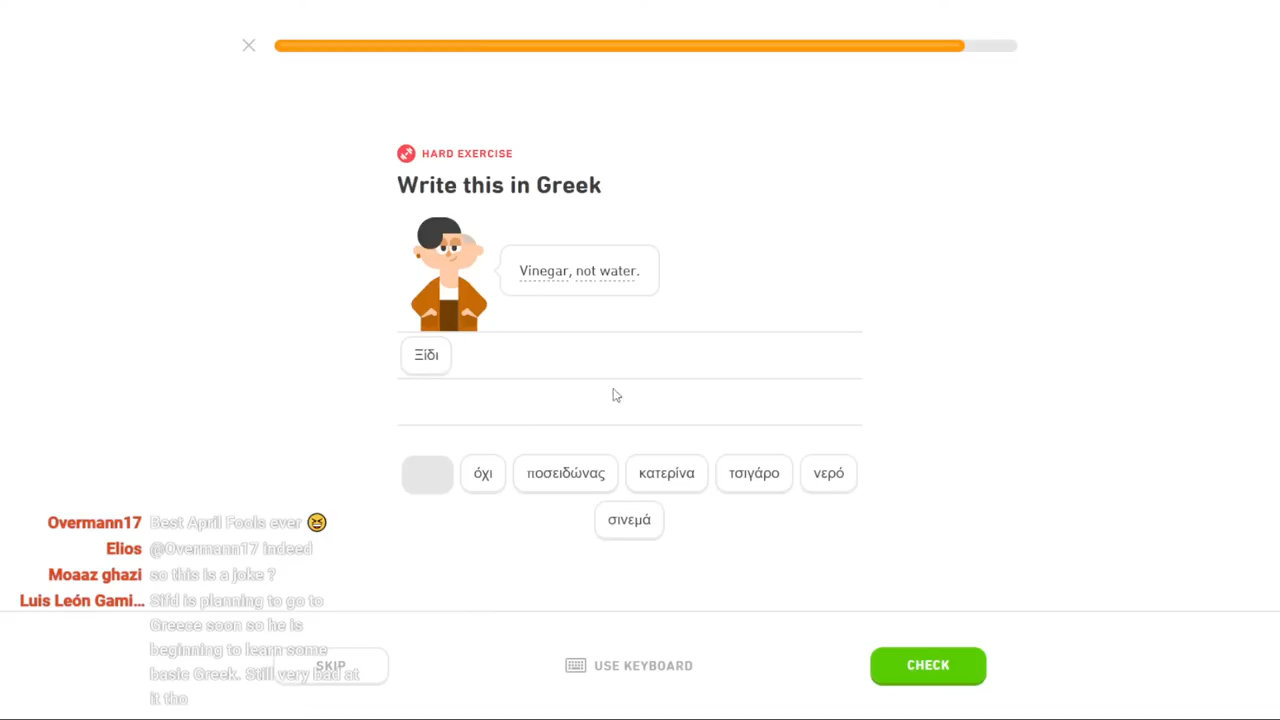 HARD EXERCISE
Write this in Greek
Vinegar, not water.
Ξίδι
όχι ποσειδώνας κατερίνα τσιγάρο νερό
σινεμά
Overmann17 Best April Fools ever 😆
Elios @Overmann17 indeed
Moaaz ghazi so this is a joke ?
Luis León Gami... Sifd is planning to go to
Greece soon so he is
beginning to learn some
basic Greek. Still very bad at
it tho
SKIP
USE KEYBOARD
CHECK